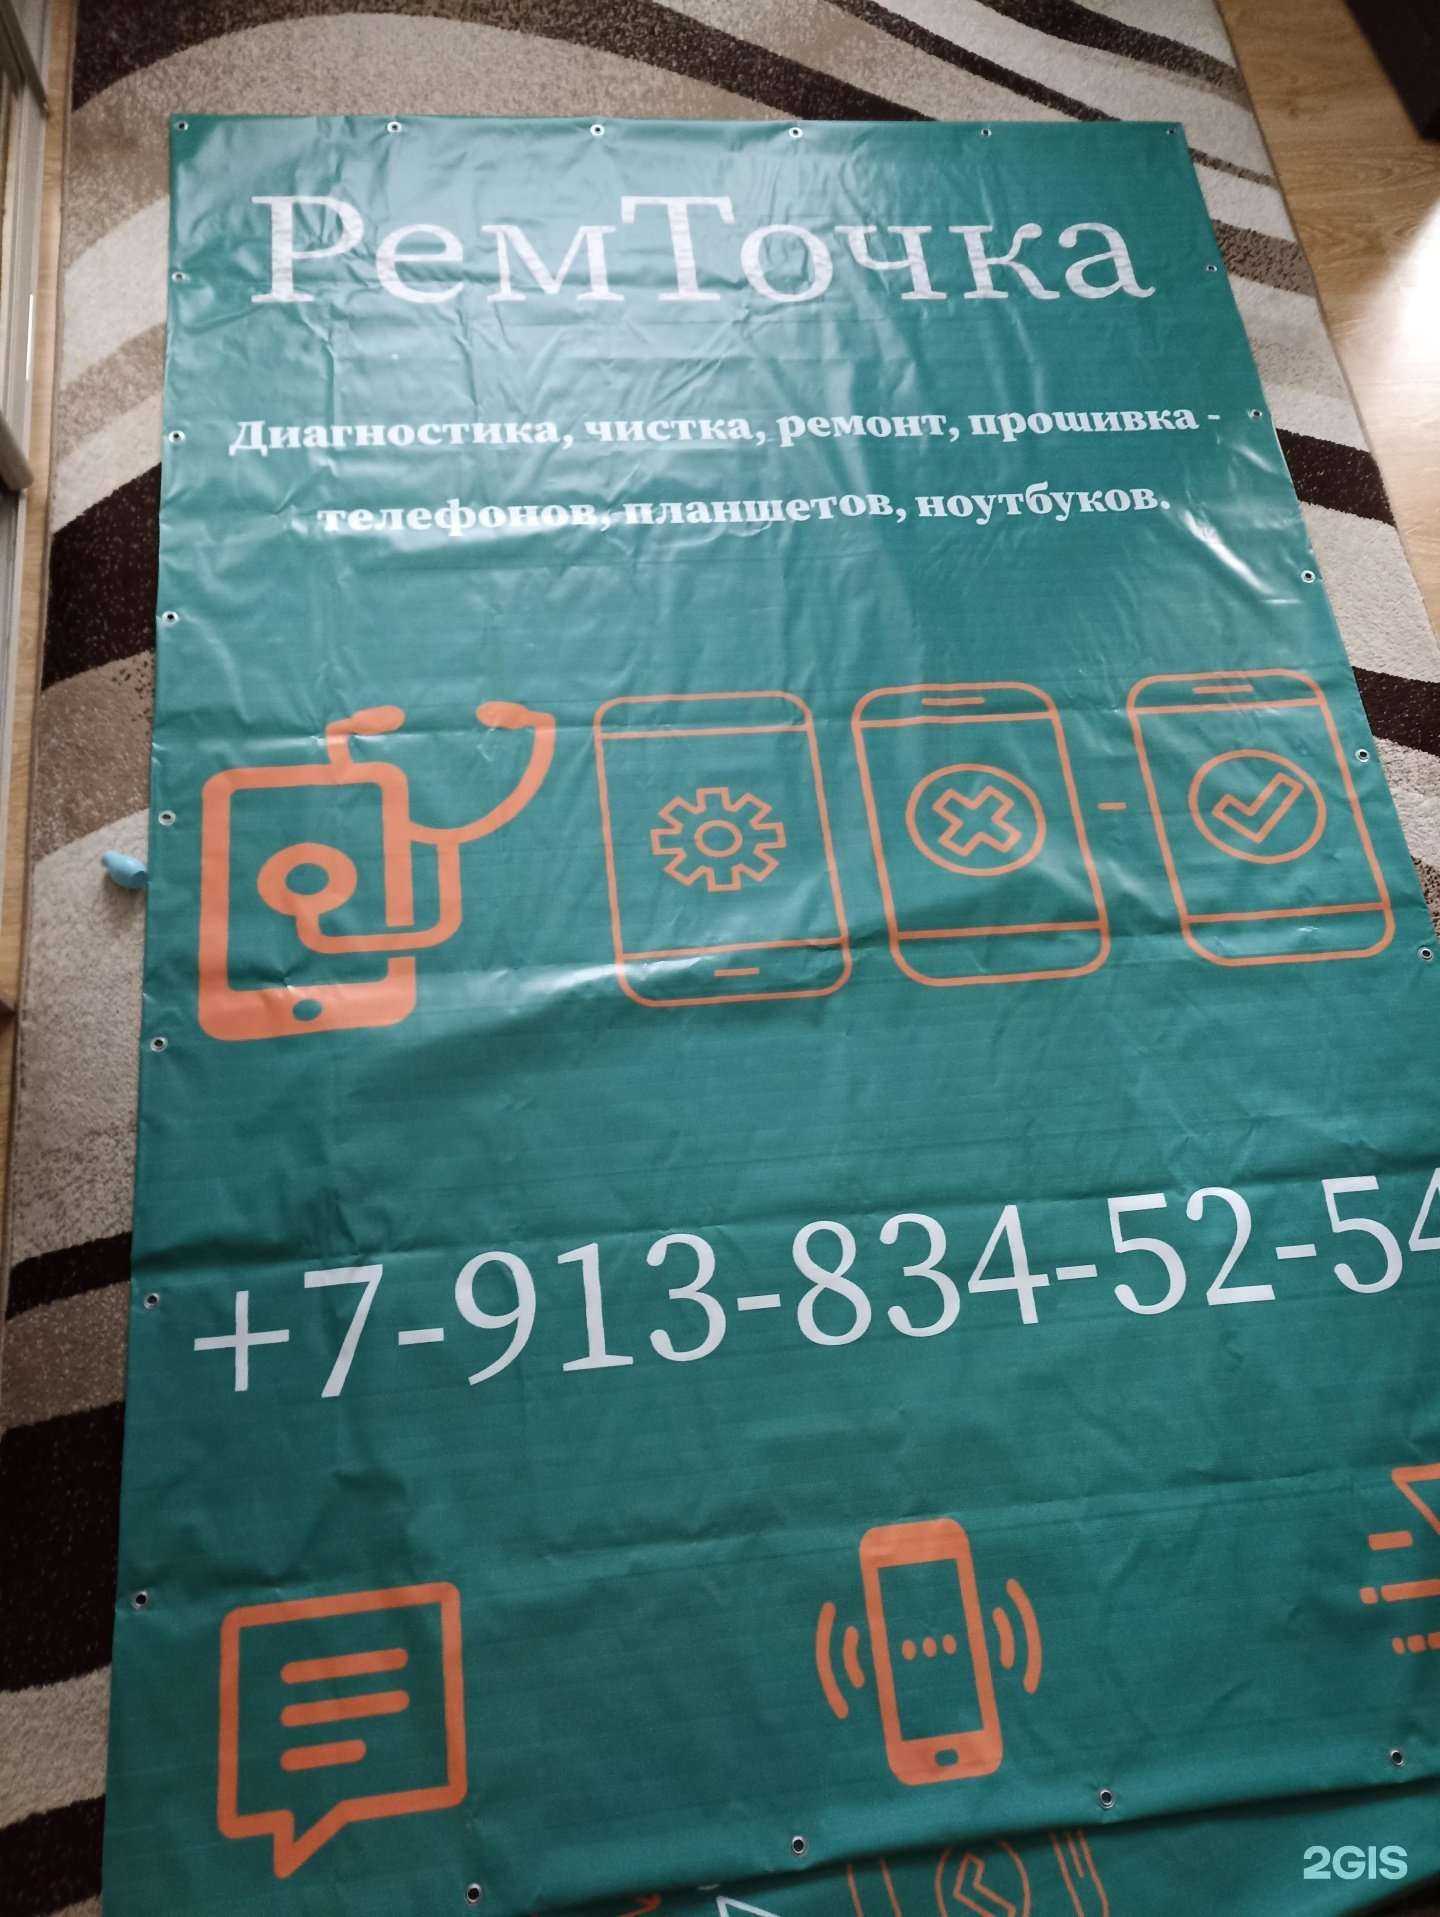 РемТочка
Диагностика, чистка, ремонт, прошивка -
телефонов, планшетов, ноутбуков.
+7-913-834-52-54
2GIS